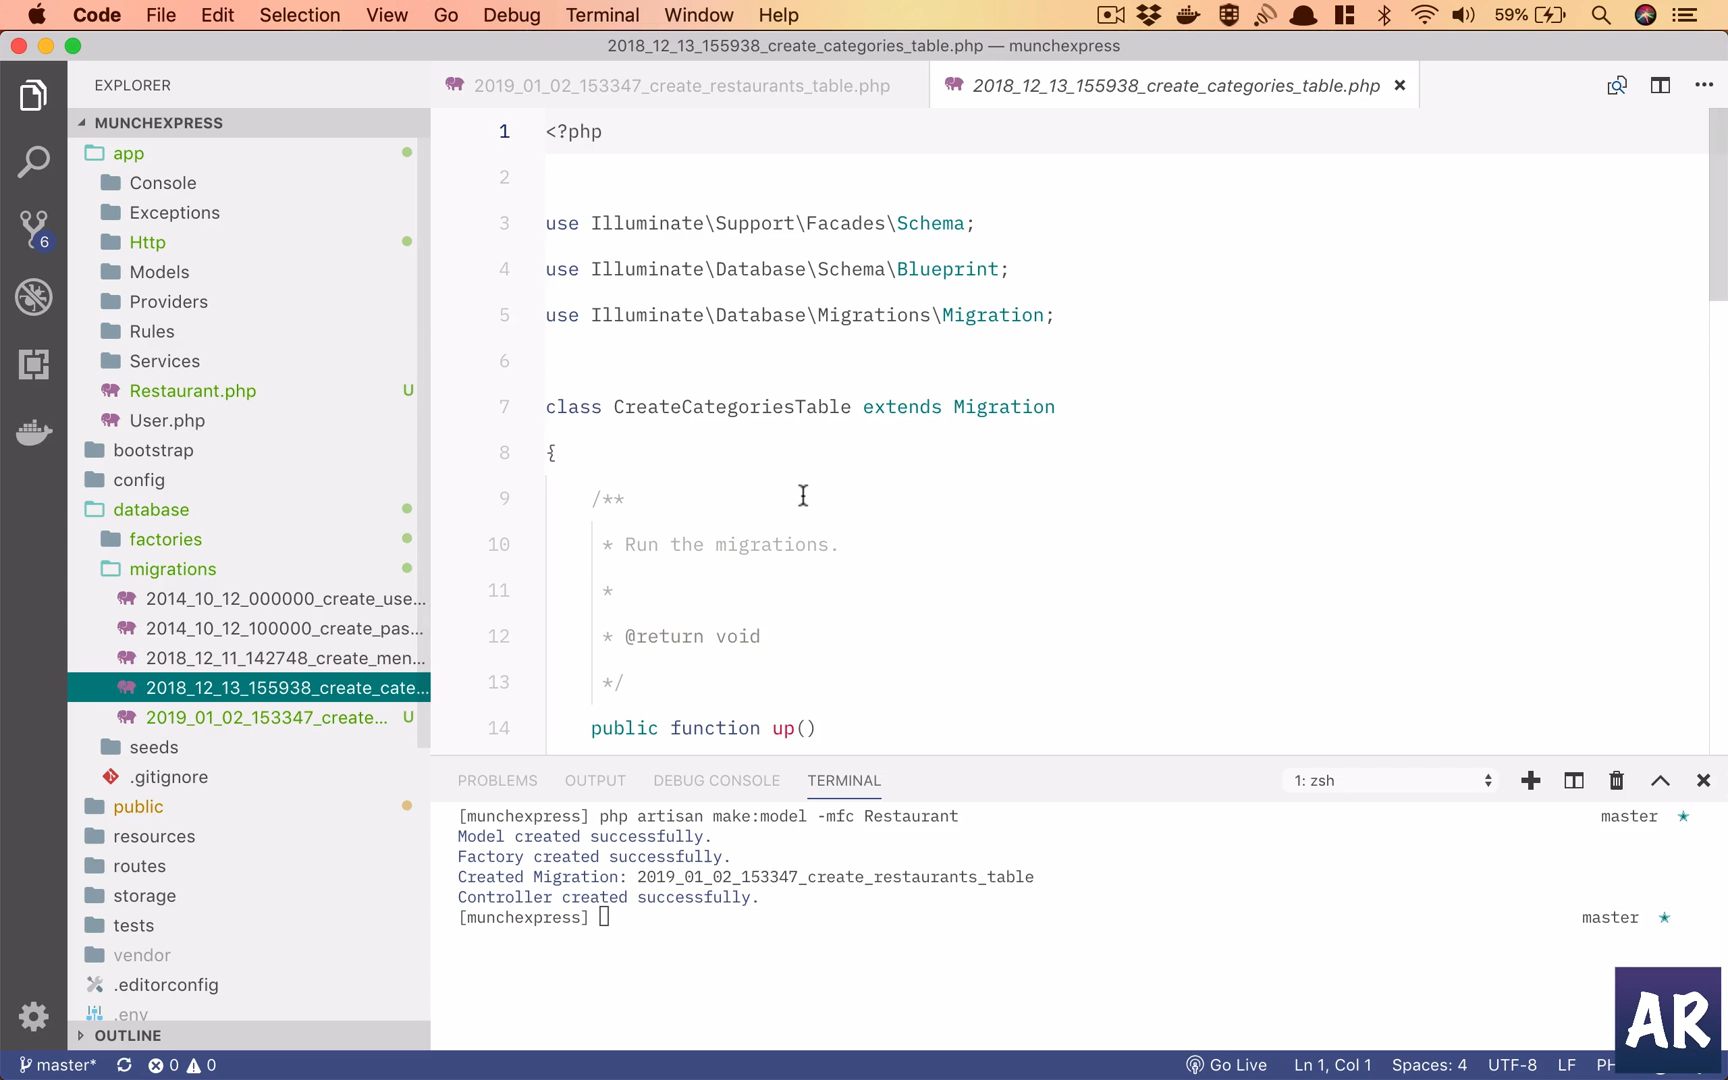 Code File Edit Selection View Go Debug Terminal Window Help 59%
2018_12_13_155938_create_categories_table.php — munchexpress
EXPLORER
2019_01_02_153347_create_restaurants_table.php
2018_12_13_155938_create_categories_table.php
MUNCHEXPRESS
app
Console
Exceptions
Http
Models
Providers
Rules
Services
Restaurant.php U
User.php
bootstrap
config
database
factories
migrations
2014_10_12_000000_create_use...
2014_10_12_100000_create_pas...
2018_12_11_142748_create_men...
2018_12_13_155938_create_cate...
2019_01_02_153347_create... U
seeds
.gitignore
public
resources
routes
storage
tests
vendor
.editorconfig
.env
OUTLINE
6
1 <?php
2
3 use Illuminate\Support\Facades\Schema;
4 use Illuminate\Database\Schema\Blueprint;
5 use Illuminate\Database\Migrations\Migration;
6
7 class CreateCategoriesTable extends Migration
8 {
9 /**
10 * Run the migrations.
11 *
12 * @return void
13 */
14 public function up()
PROBLEMS OUTPUT DEBUG CONSOLE TERMINAL 1: zsh
[munchexpress] php artisan make:model -mfc Restaurant master
Model created successfully.
Factory created successfully.
Created Migration: 2019_01_02_153347_create_restaurants_table
Controller created successfully.
[munchexpress] master
AR
master* 0 0 Go Live Ln 1, Col 1 Spaces: 4 UTF-8 LF